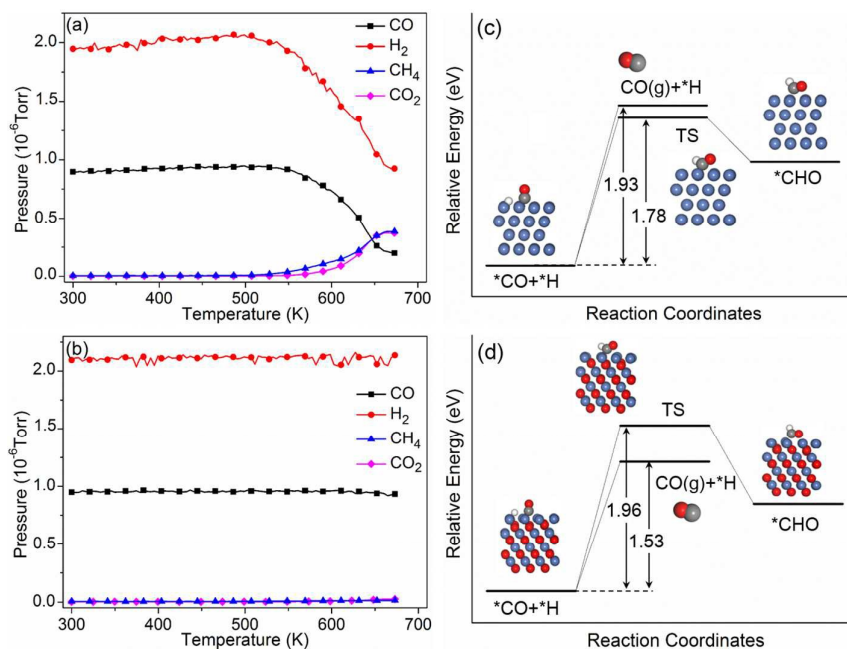 (a)
CO
H2
CH4
CO2
2.0
1.5
1.0
0.5
0.0
Pressure (10^-6Torr)
300 400 500 600 700
Temperature (K)
(b)
CO
H2
CH4
CO2
2.0
1.5
1.0
0.5
0.0
Pressure (10^-6Torr)
300 400 500 600 700
Temperature (K)
(c)
CO(g)+*H
TS
*CHO
1.93
1.78
*CO+*H
Relative Energy (eV)
Reaction Coordinates
(d)
TS
CO(g)+*H
1.96
1.53
*CHO
*CO+*H
Relative Energy (eV)
Reaction Coordinates